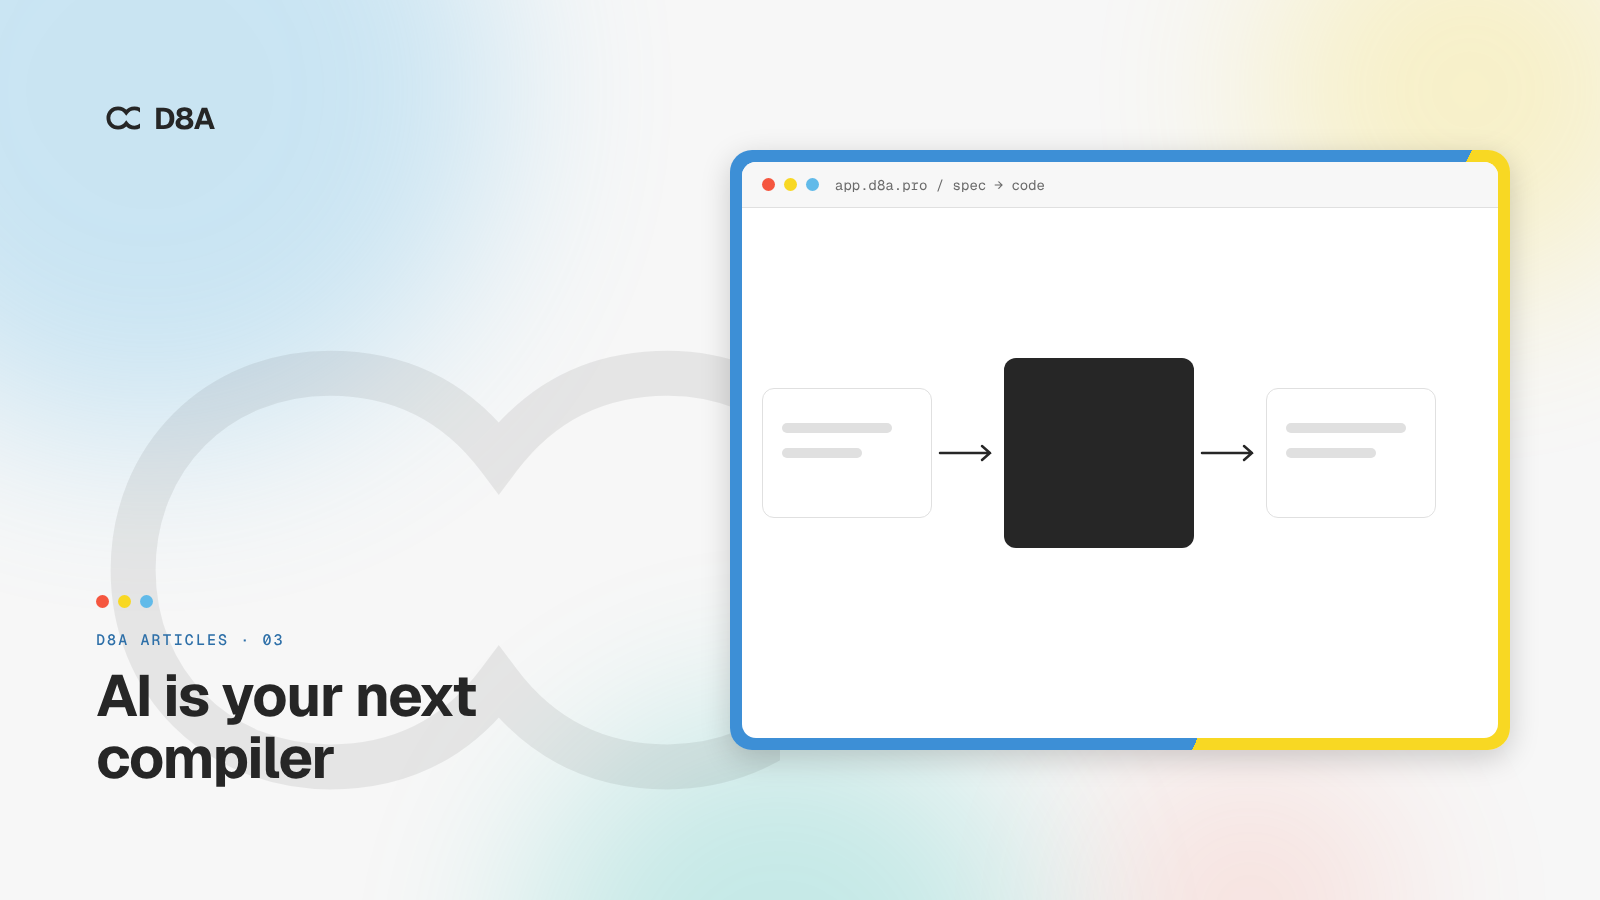 D8A
app.d8a.pro / spec → code
D8A ARTICLES · 03
AI is your next
compiler